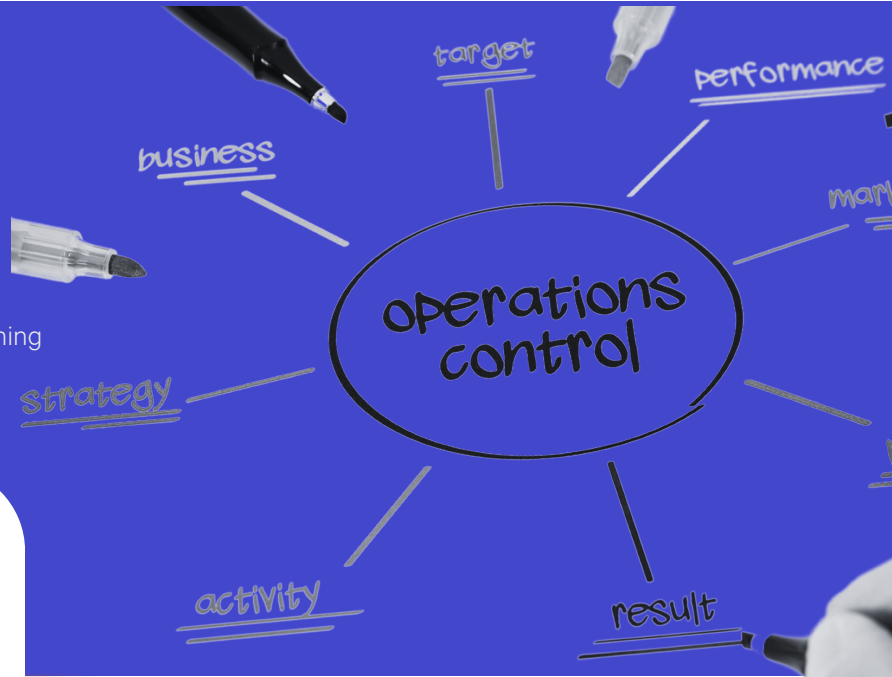 target
performance
business
operations
control
strategy
activity
result